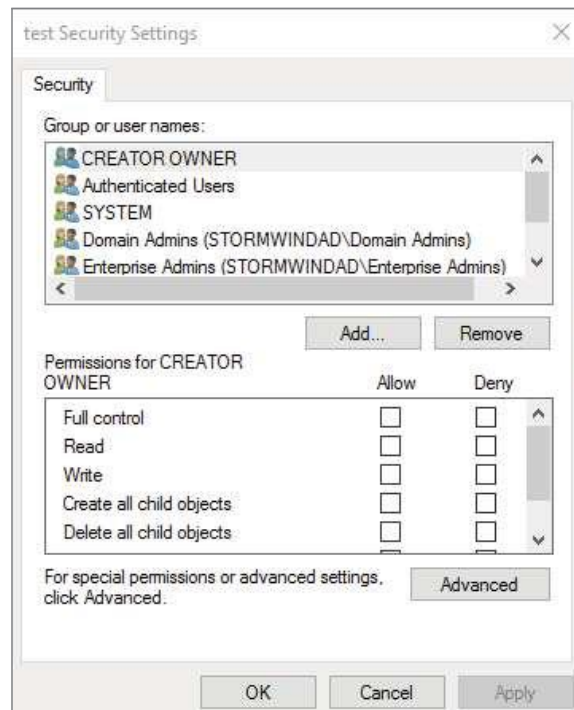 test Security Settings
Security
Group or user names:
CREATOR OWNER
Authenticated Users
SYSTEM
Domain Admins (STORMWINDAD\Domain Admins)
Enterprise Admins (STORMWINDAD\Enterprise Admins)
Add... Remove
Permissions for CREATOR
OWNER Allow Deny
Full control
Read
Write
Create all child objects
Delete all child objects
For special permissions or advanced settings,
click Advanced.
Advanced
OK Cancel Apply